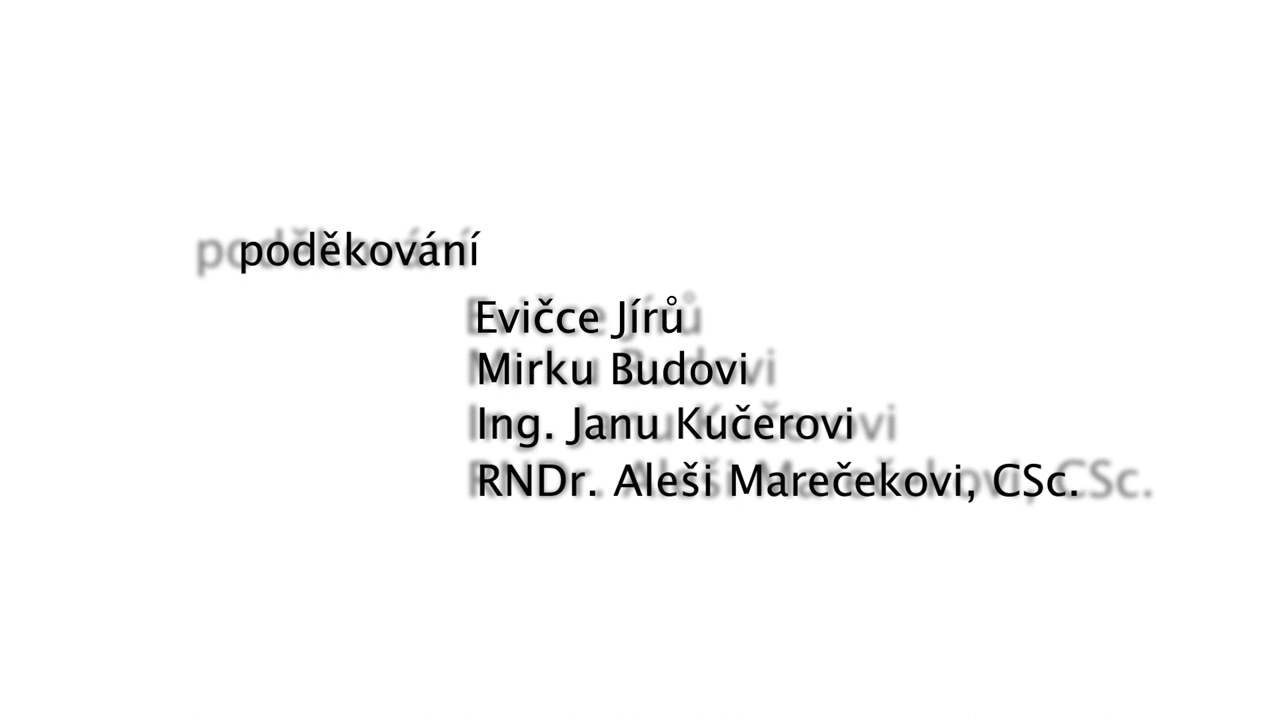 poděkování
Evičce Jírů
Mirku Budovi
Ing. Janu Kučerovi
RNDr. Aleši Marečekovi, CSc.